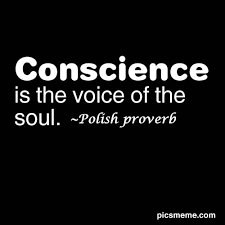 Conscience
is the voice of the
soul. ~Polish proverb
picsmeme.com